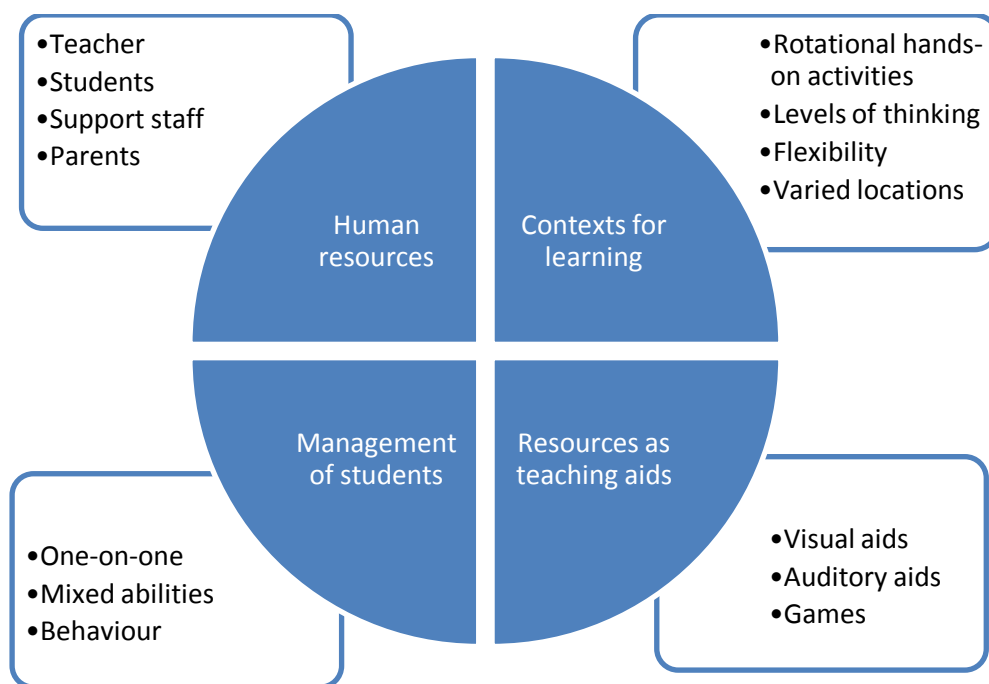 •Teacher
•Students
•Support staff
•Parents
•Rotational hands-
on activities
•Levels of thinking
•Flexibility
•Varied locations
Human
resources
Contexts for
learning
Management
of students
Resources as
teaching aids
•One-on-one
•Mixed abilities
•Behaviour
•Visual aids
•Auditory aids
•Games